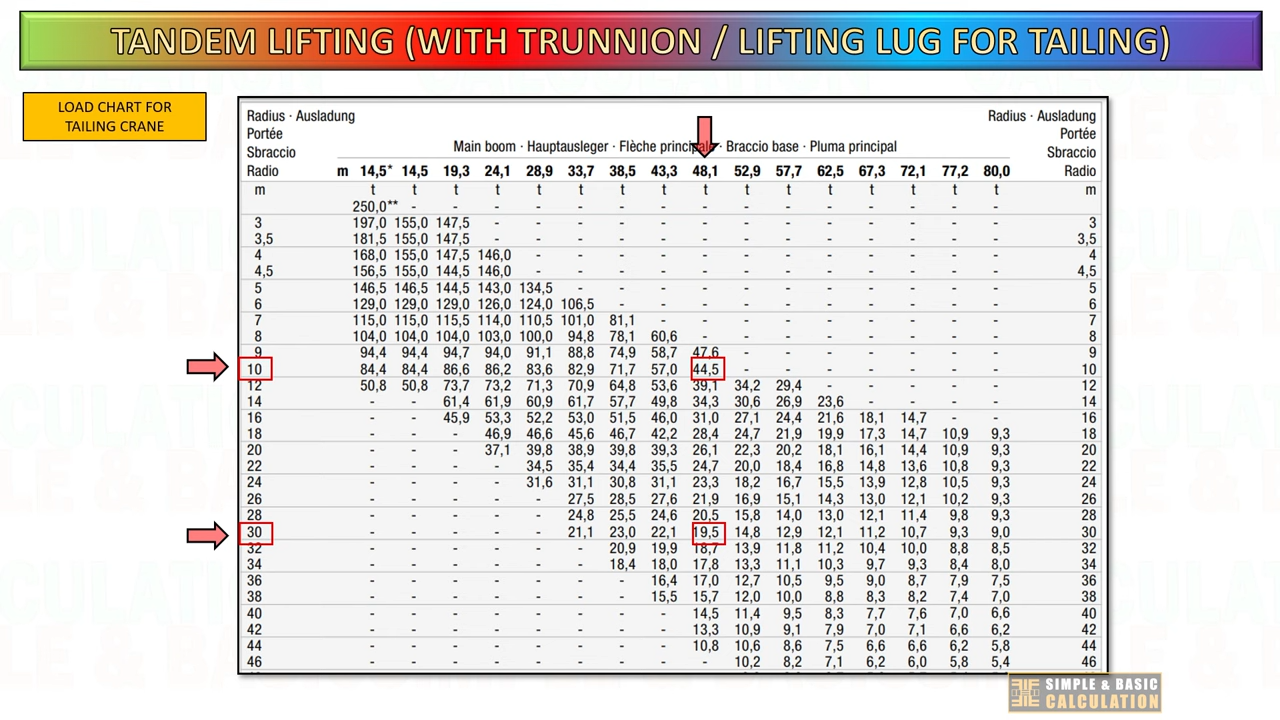 TANDEM LIFTING (WITH TRUNNION / LIFTING LUG FOR TAILING)
LOAD CHART FOR
TAILING CRANE
Radius · Ausladung Radius · Ausladung
Portée Portée
Sbraccio Main boom · Hauptausleger · Flèche principale · Braccio base · Pluma principal Sbraccio
Radio m 14,5* 14,5 19,3 24,1 28,9 33,7 38,5 43,3 48,1 52,9 57,7 62,5 67,3 72,1 77,2 80,0 Radio
m t t t t t t t t t t t t t t t t m
250,0** - - - - - - - - - - - - - - -
3 197,0 155,0 147,5 - - - - - - - - - - - - - 3
3,5 181,5 155,0 147,5 - - - - - - - - - - - - - 3,5
4 168,0 155,0 147,5 146,0 - - - - - - - - - - - - 4
4,5 156,5 155,0 144,5 146,0 - - - - - - - - - - - - 4,5
5 146,5 146,5 144,5 143,0 134,5 - - - - - - - - - - - 5
6 129,0 129,0 129,0 126,0 124,0 106,5 - - - - - - - - - - 6
7 115,0 115,0 115,5 114,0 110,5 101,0 81,1 - - - - - - - - - 7
8 104,0 104,0 104,0 103,0 100,0 94,8 78,1 60,6 - - - - - - - - 8
9 94,4 94,4 94,7 94,0 91,1 88,8 74,9 58,7 47,6 - - - - - - - 9
10 84,4 84,4 86,6 86,2 83,6 82,9 71,7 57,0 44,5 - - - - - - - 10
12 50,8 50,8 73,7 73,2 71,3 70,9 64,8 53,6 39,1 34,2 29,4 - - - - - 12
14 - - 61,4 61,9 60,9 61,7 57,7 49,8 34,3 30,6 26,9 23,6 - - - - 14
16 - - 45,9 53,3 52,2 53,0 51,5 46,0 31,0 27,1 24,4 21,6 18,1 14,7 - - 16
18 - - - 46,9 46,6 45,6 46,7 42,2 28,4 24,7 21,9 19,9 17,3 14,7 10,9 9,3 18
20 - - - 37,1 39,8 38,9 39,8 39,3 26,1 22,3 20,2 18,1 16,1 14,4 10,9 9,3 20
22 - - - - 34,5 35,4 34,4 35,5 24,7 20,0 18,4 16,8 14,8 13,6 10,8 9,3 22
24 - - - - 31,6 31,1 30,8 31,1 23,3 18,2 16,7 15,5 13,9 12,8 10,5 9,3 24
26 - - - - - 27,5 28,5 27,6 21,9 16,9 15,1 14,3 13,0 12,1 10,2 9,3 26
28 - - - - - 24,8 25,5 24,6 20,5 15,8 14,0 13,0 12,1 11,4 9,8 9,3 28
30 - - - - - 21,1 23,0 22,1 19,5 14,8 12,9 12,1 11,2 10,7 9,3 9,0 30
32 - - - - - - 20,9 19,9 18,7 13,9 11,8 11,2 10,4 10,0 8,8 8,5 32
34 - - - - - - 18,4 18,0 17,8 13,3 11,1 10,3 9,7 9,3 8,4 8,0 34
36 - - - - - - - 16,4 17,0 12,7 10,5 9,5 9,0 8,7 7,9 7,5 36
38 - - - - - - - 15,5 15,7 12,0 10,0 8,8 8,3 8,2 7,4 7,0 38
40 - - - - - - - - 14,5 11,4 9,5 8,3 7,7 7,6 7,0 6,6 40
42 - - - - - - - - 13,3 10,9 9,1 7,9 7,0 7,1 6,6 6,2 42
44 - - - - - - - - 10,8 10,6 8,6 7,5 6,6 6,6 6,2 5,8 44
46 - - - - - - - - - 10,2 8,2 7,1 6,2 6,0 5,8 5,4 46
SIMPLE & BASIC
CALCULATION